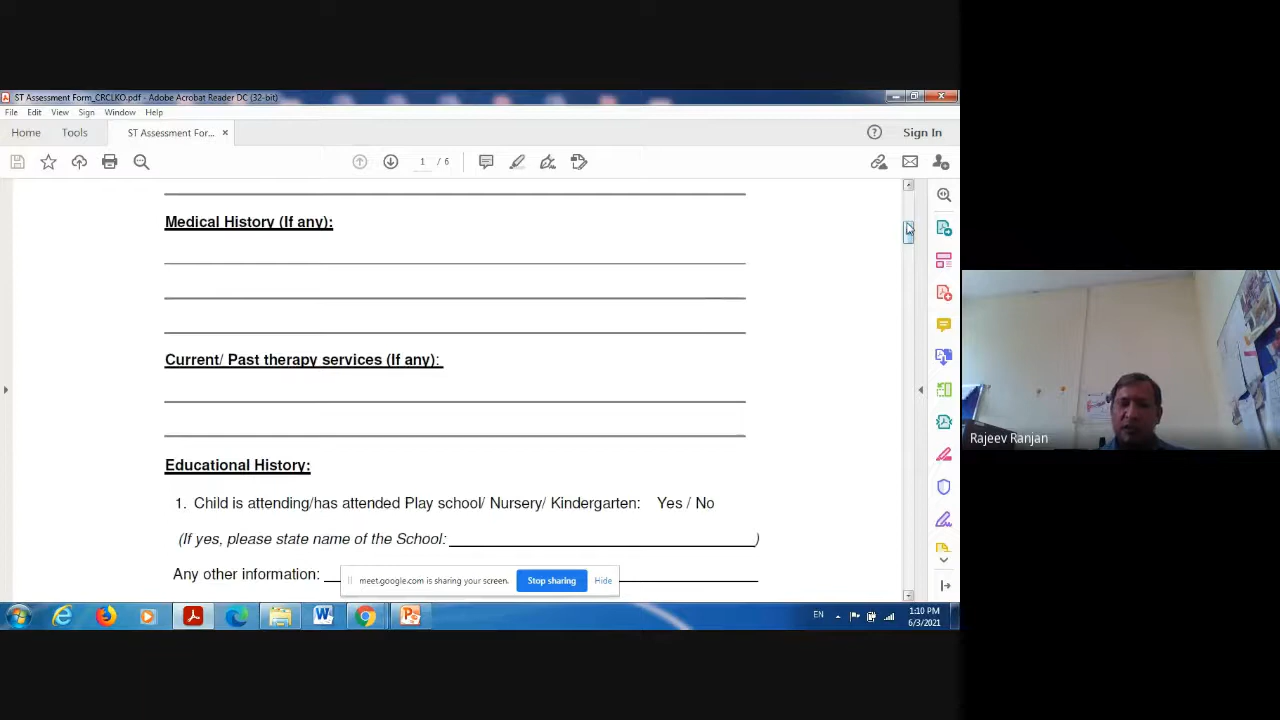 ST Assessment Form_CRCLKO.pdf - Adobe Acrobat Reader DC (32-bit)
File Edit View Sign Window Help
Home Tools ST Assessment For... × Sign In
1 / 6
Medical History (If any):
Current/ Past therapy services (If any):
Educational History:
1. Child is attending/has attended Play school/ Nursery/ Kindergarten: Yes / No
(If yes, please state name of the School: )
Any other information:
meet.google.com is sharing your screen. Stop sharing Hide
EN 1:10 PM
6/3/2021
Rajeev Ranjan